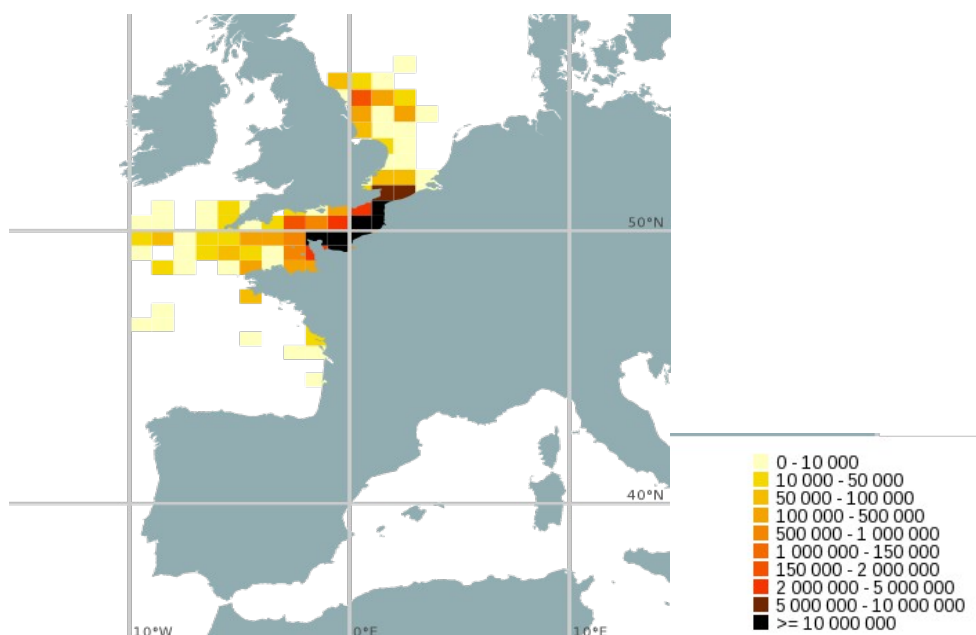 50°N
40°N
10°W
0°E
10°E
0 - 10 000
10 000 - 50 000
50 000 - 100 000
100 000 - 500 000
500 000 - 1 000 000
1 000 000 - 150 000
150 000 - 2 000 000
2 000 000 - 5 000 000
5 000 000 - 10 000 000
>= 10 000 000